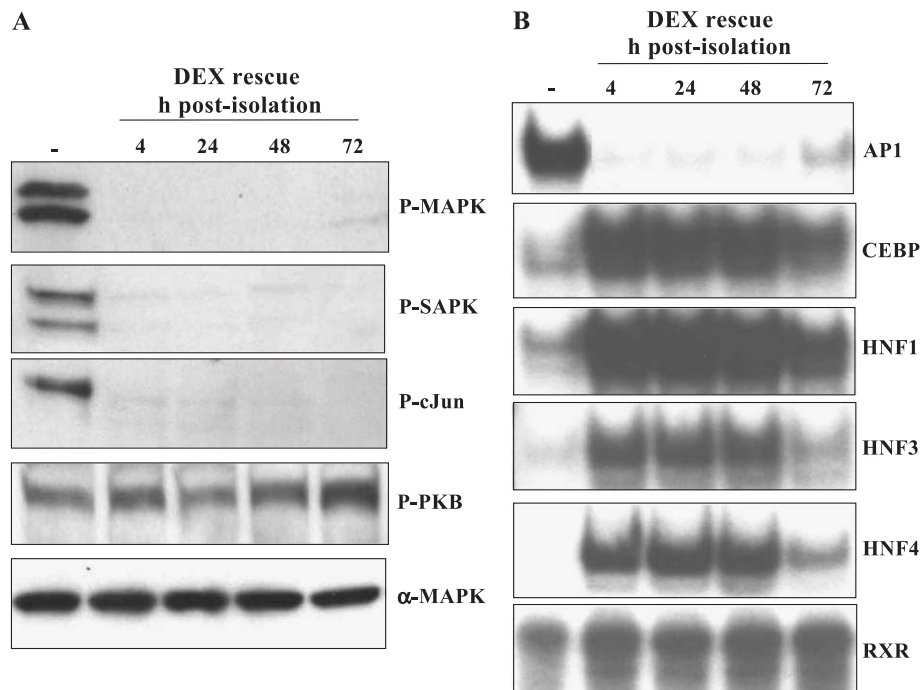 A
DEX rescue
h post-isolation
- 4 24 48 72
P-MAPK
P-SAPK
P-cJun
P-PKB
α-MAPK
B
DEX rescue
h post-isolation
- 4 24 48 72
AP1
CEBP
HNF1
HNF3
HNF4
RXR